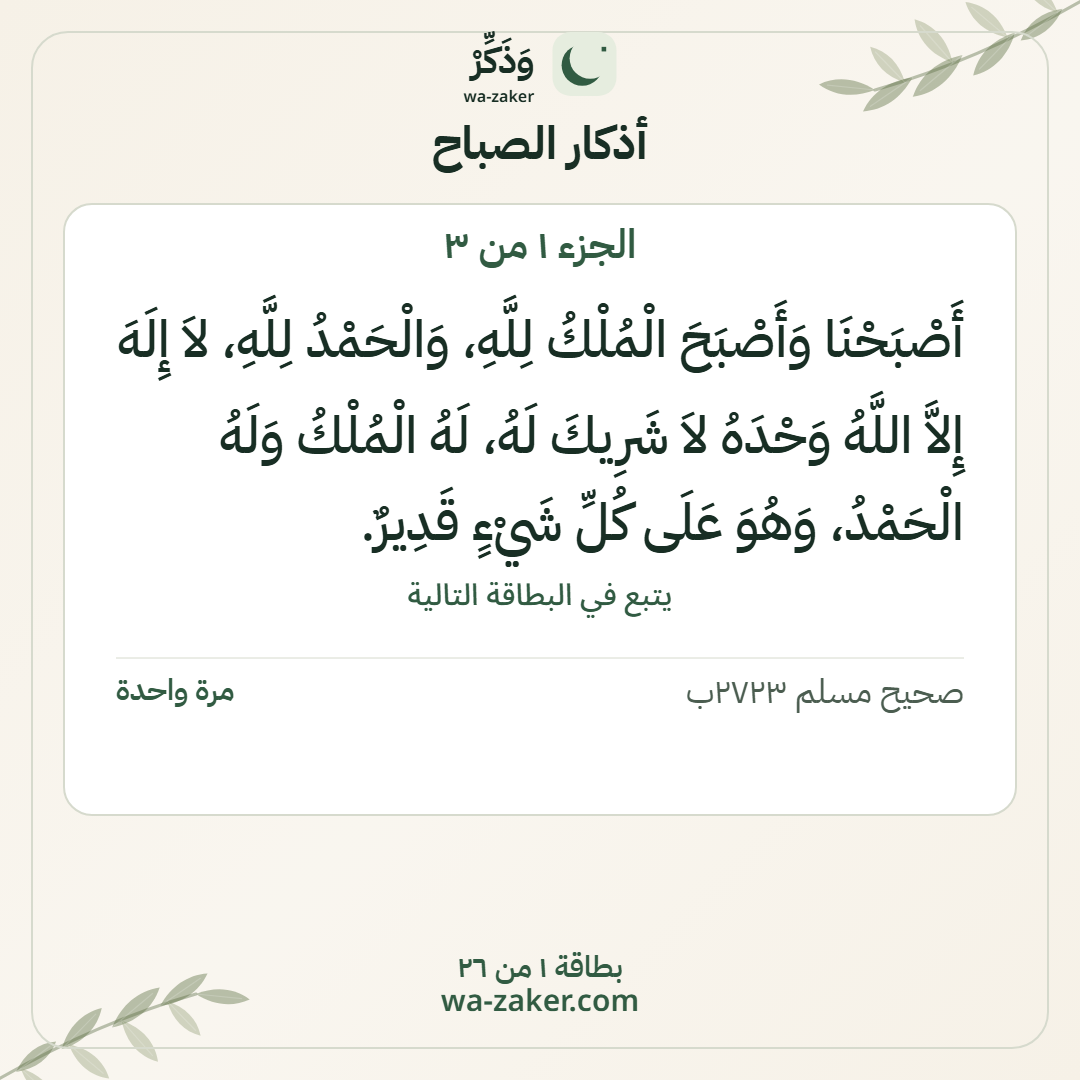 وَذَكِّرْ
wa-zaker
أذكار الصباح
الجزء ١ من ٣
أَصْبَحْنَا وَأَصْبَحَ الْمُلْكُ لِلَّهِ، وَالْحَمْدُ لِلَّهِ، لاَ إِلَهَ
إِلاَّ اللَّهُ وَحْدَهُ لاَ شَرِيكَ لَهُ، لَهُ الْمُلْكُ وَلَهُ
الْحَمْدُ، وَهُوَ عَلَى كُلِّ شَيْءٍ قَدِيرٌ.
يتبع في البطاقة التالية
صحيح مسلم ٢٧٢٣ب
مرة واحدة
بطاقة ١ من ٢٦
wa-zaker.com